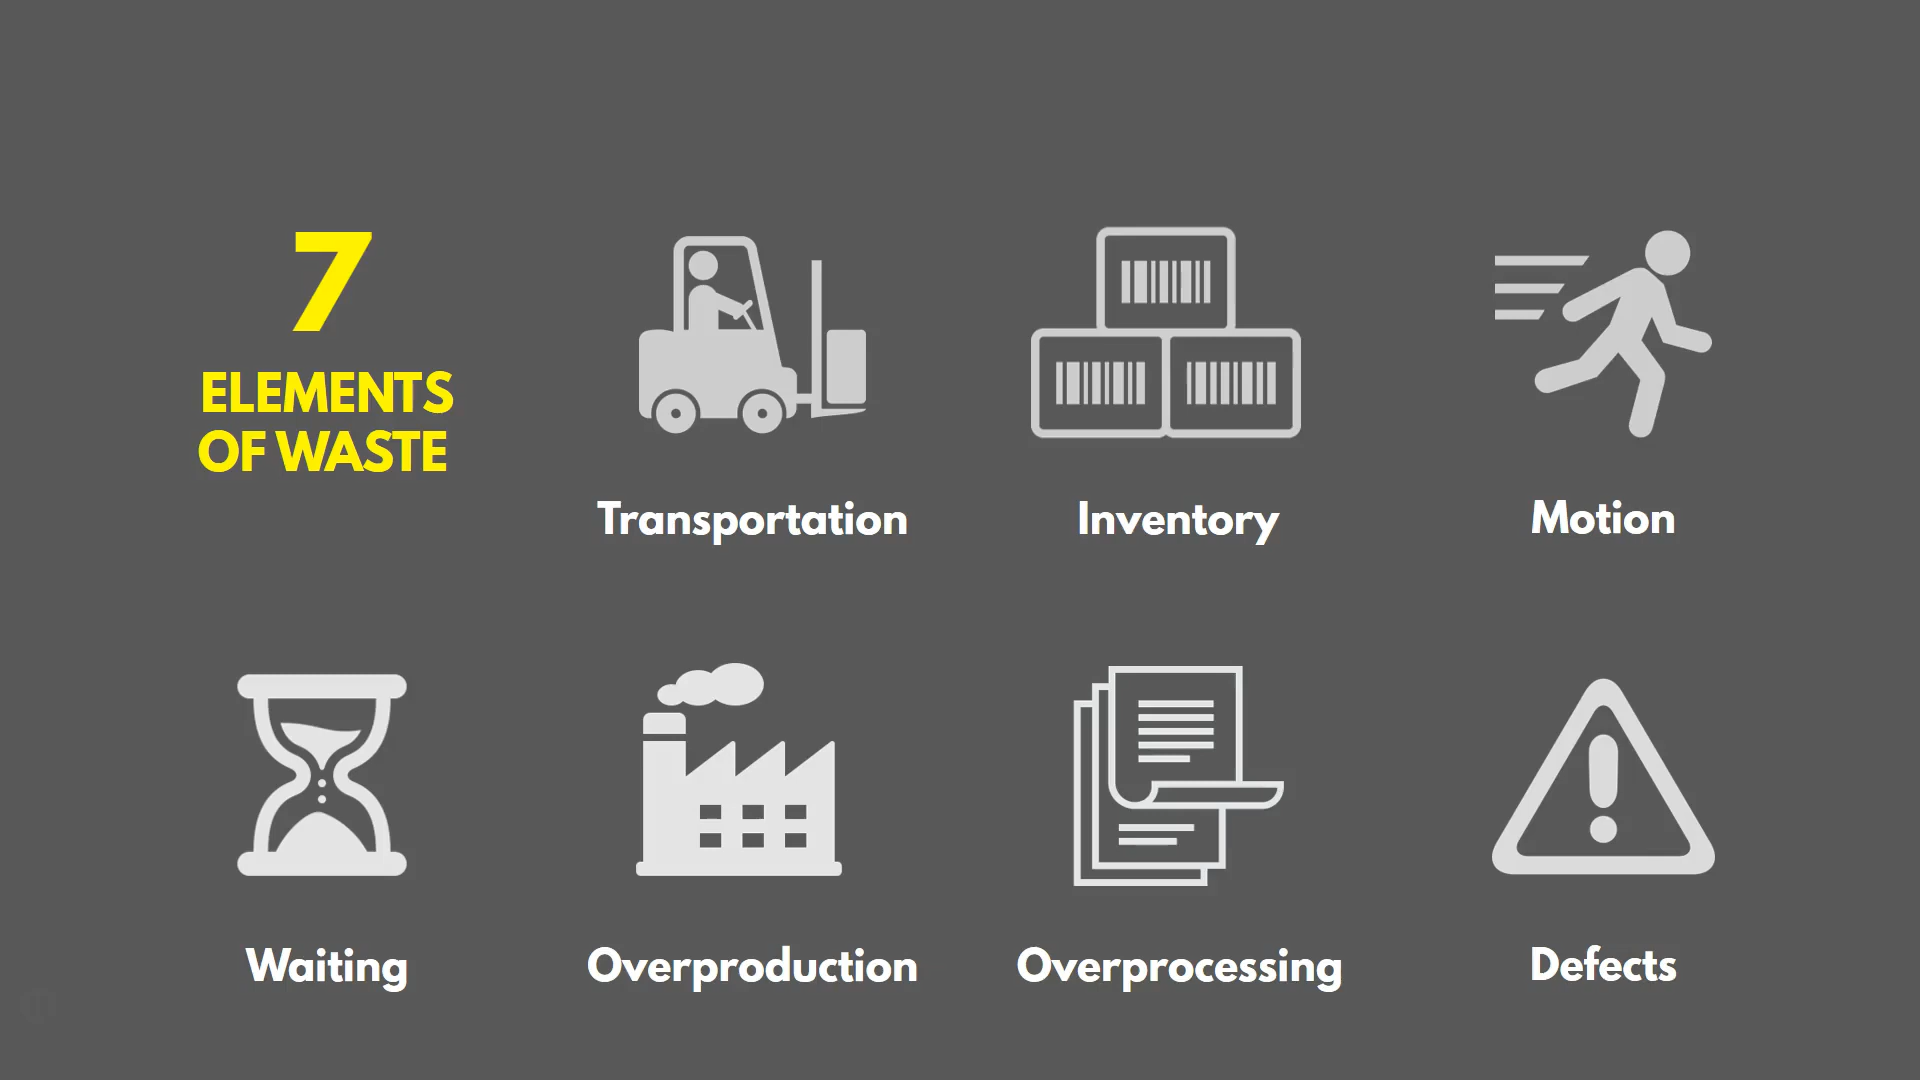 7
ELEMENTS
OF WASTE
Transportation
Inventory
Motion
Waiting
Overproduction
Overprocessing
Defects